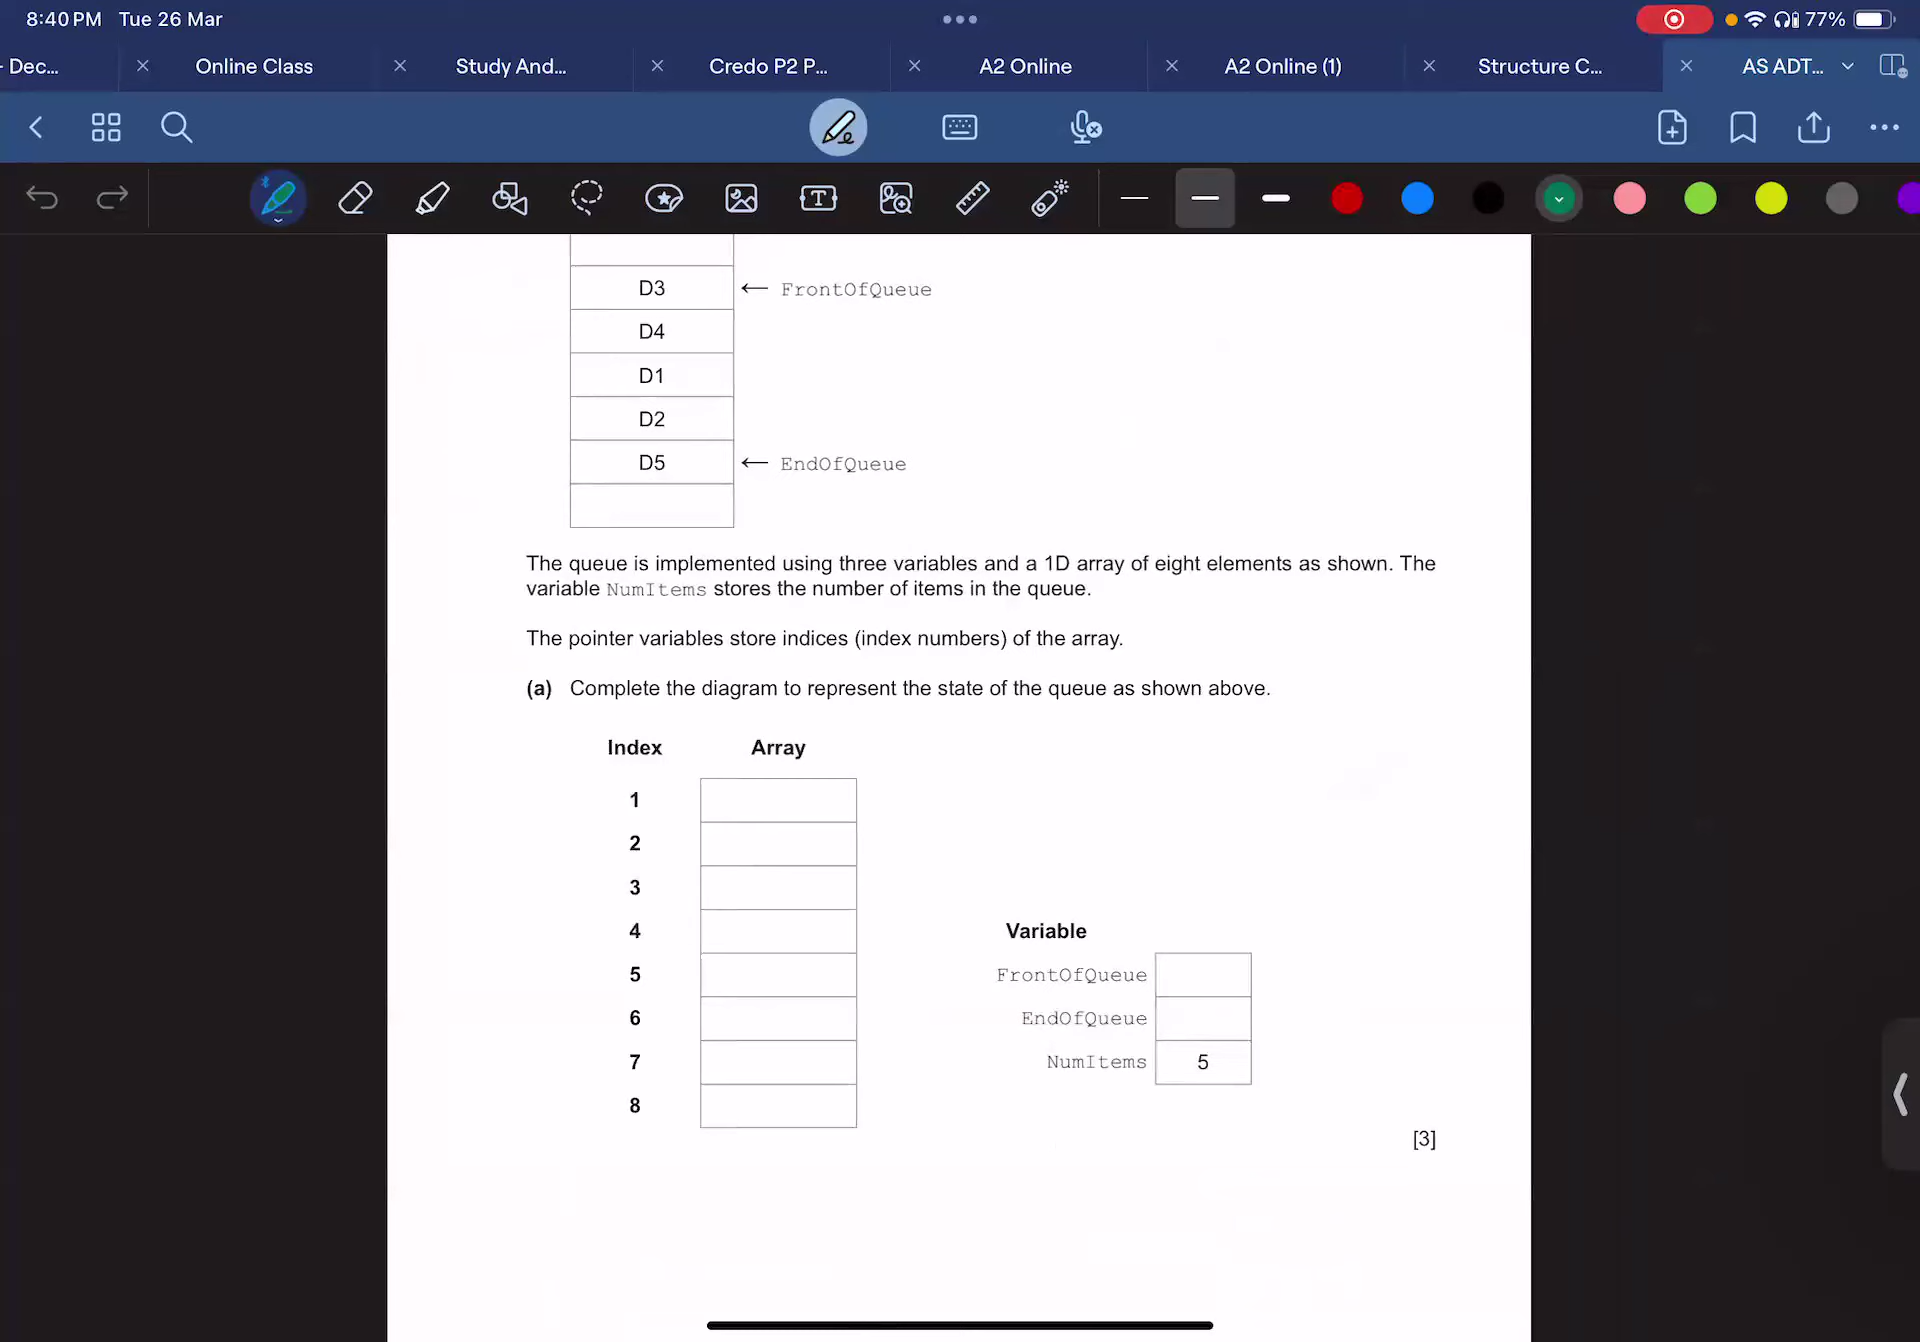 8:40 PM Tue 26 Mar
77%
- Dec...
Online Class
Study And...
Credo P2 P...
A2 Online
A2 Online (1)
Structure C...
AS ADT...
D3
FrontOfQueue
D4
D1
D2
D5
EndOfQueue
The queue is implemented using three variables and a 1D array of eight elements as shown. The
variable NumItems stores the number of items in the queue.
The pointer variables store indices (index numbers) of the array.
(a) Complete the diagram to represent the state of the queue as shown above.
Index Array
1
2
3
4
Variable
5
FrontOfQueue
6
EndOfQueue
7
NumItems 5
8
[3]